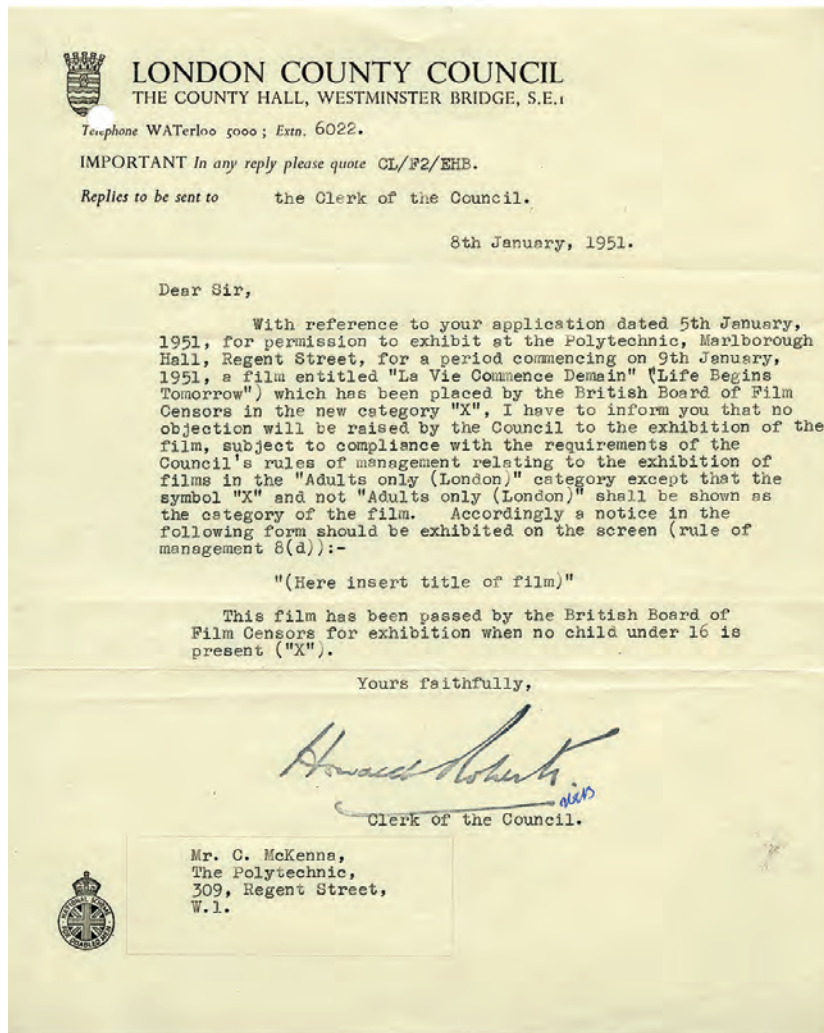 LONDON COUNTY COUNCIL
THE COUNTY HALL, WESTMINSTER BRIDGE, S.E.1
Telephone WATerloo 5000; Extn. 6022.
IMPORTANT In any reply please quote CL/F2/EHB.
Replies to be sent to the Clerk of the Council.
8th January, 1951.
Dear Sir,
With reference to your application dated 5th January,
1951, for permission to exhibit at the Polytechnic, Marlborough
Hall, Regent Street, for a period commencing on 9th January,
1951, a film entitled "La Vie Commence Demain" ("Life Begins
Tomorrow") which has been placed by the British Board of Film
Censors in the new category "X", I have to inform you that no
objection will be raised by the Council to the exhibition of the
film, subject to compliance with the requirements of the
Council's rules of management relating to the exhibition of
films in the "Adults only (London)" category except that the
symbol "X" and not "Adults only (London)" shall be shown as
the category of the film. Accordingly a notice in the
following form should be exhibited on the screen (rule of
management 8(d)):-
"(Here insert title of film)"
This film has been passed by the British Board of
Film Censors for exhibition when no child under 16 is
present ("X").
Yours faithfully,
Howard Roberts
Clerk of the Council.
Mr. C. McKenna,
The Polytechnic,
309, Regent Street,
W.1.
NATIONAL SCHEME
FOR DISABLED MEN